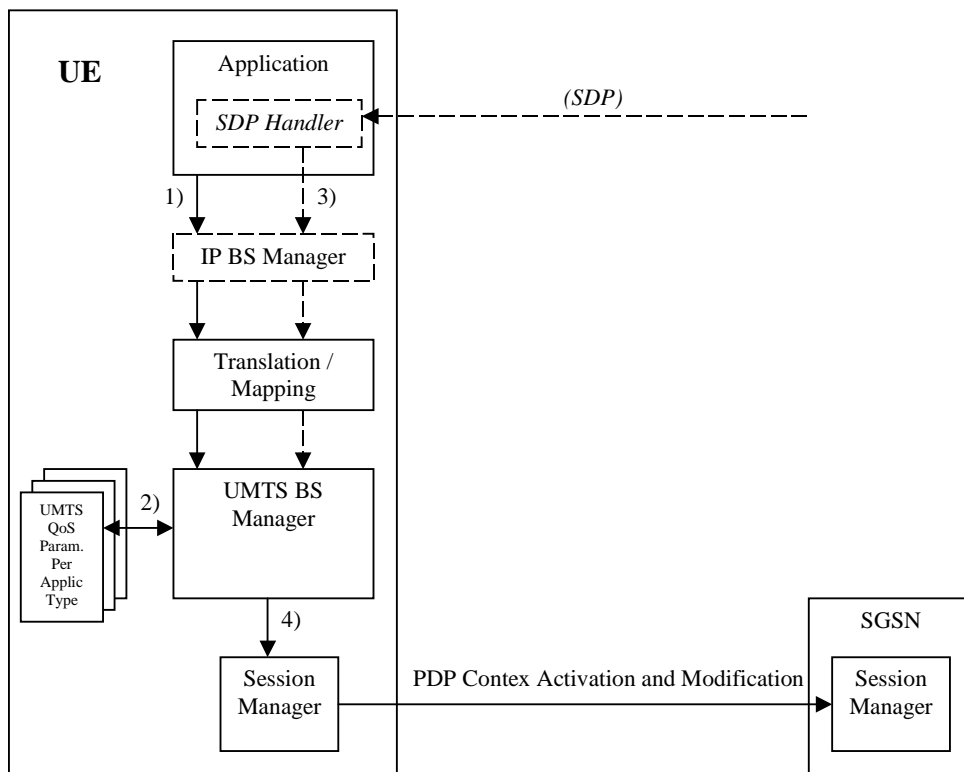 UE
Application
SDP Handler
(SDP)
1)
3)
IP BS Manager
Translation /
Mapping
UMTS BS
Manager
2)
UMTS
QoS
Param.
Per
Applic
Type
4)
Session
Manager
PDP Contex Activation and Modification
SGSN
Session
Manager